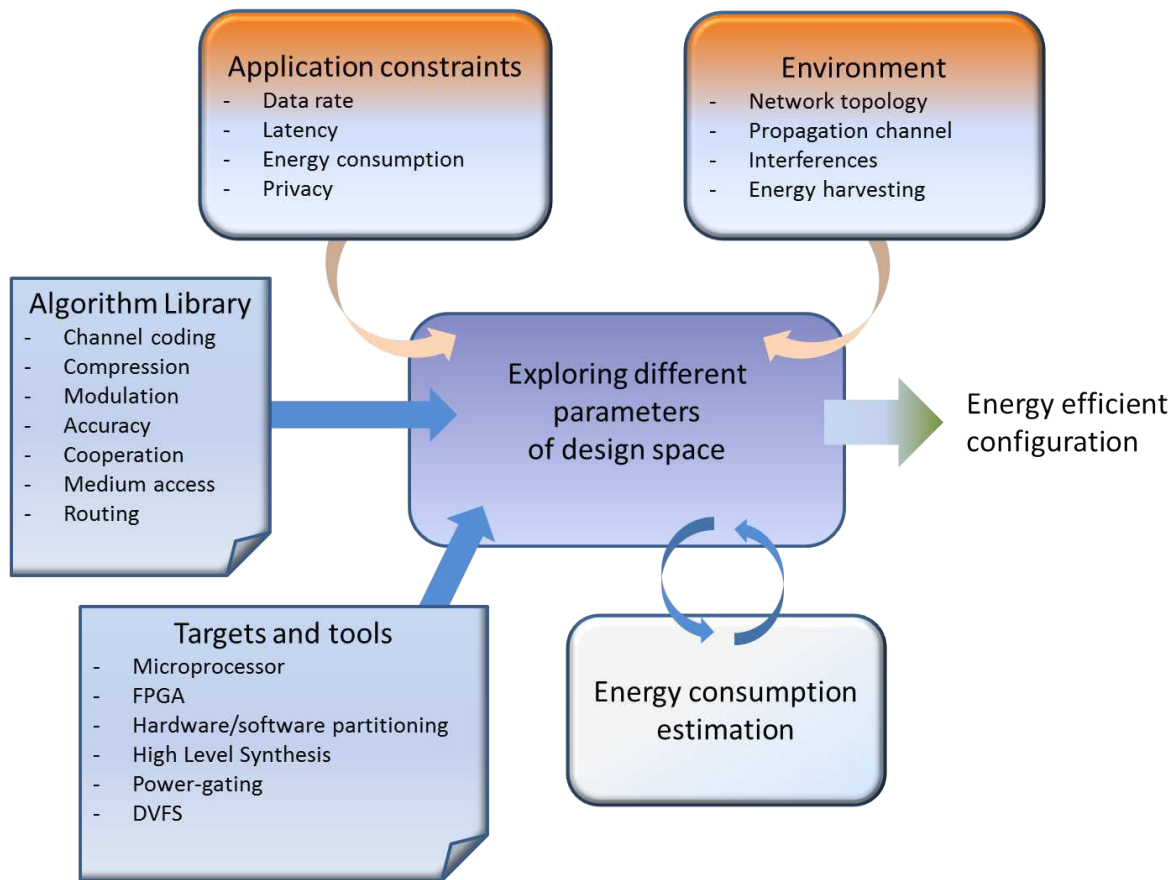 Application constraints
- Data rate
- Latency
- Energy consumption
- Privacy
Environment
- Network topology
- Propagation channel
- Interferences
- Energy harvesting
Algorithm Library
- Channel coding
- Compression
- Modulation
- Accuracy
- Cooperation
- Medium access
- Routing
Exploring different
parameters
of design space
Energy efficient
configuration
Targets and tools
- Microprocessor
- FPGA
- Hardware/software partitioning
- High Level Synthesis
- Power-gating
- DVFS
Energy consumption
estimation